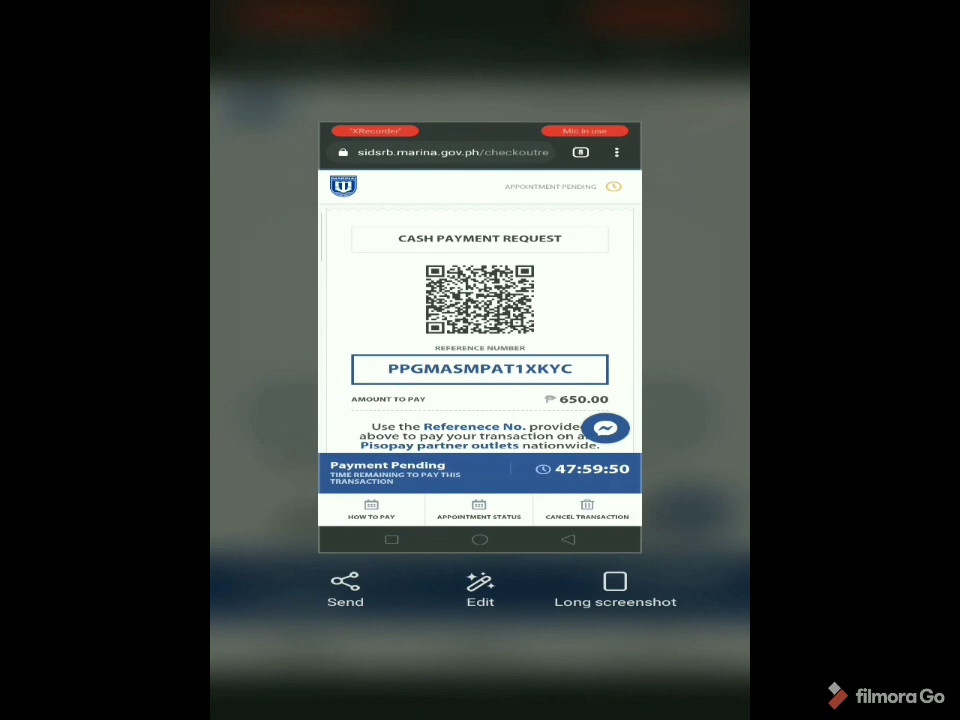 "XRecorder"
Mic in use
sidsrb.marina.gov.ph/checkoutre
8
MARINA
APPOINTMENT PENDING
CASH PAYMENT REQUEST
REFERENCE NUMBER
PPGMASMPAT1XKYC
AMOUNT TO PAY ₱ 650.00
Use the Referenece No. provide
above to pay your transaction on a
Pisopay partner outlets nationwide.
Payment Pending
TIME REMAINING TO PAY THIS
TRANSACTION
47:59:50
HOW TO PAY
APPOINTMENT STATUS
CANCEL TRANSACTION
Send
Edit
Long screenshot
filmora Go